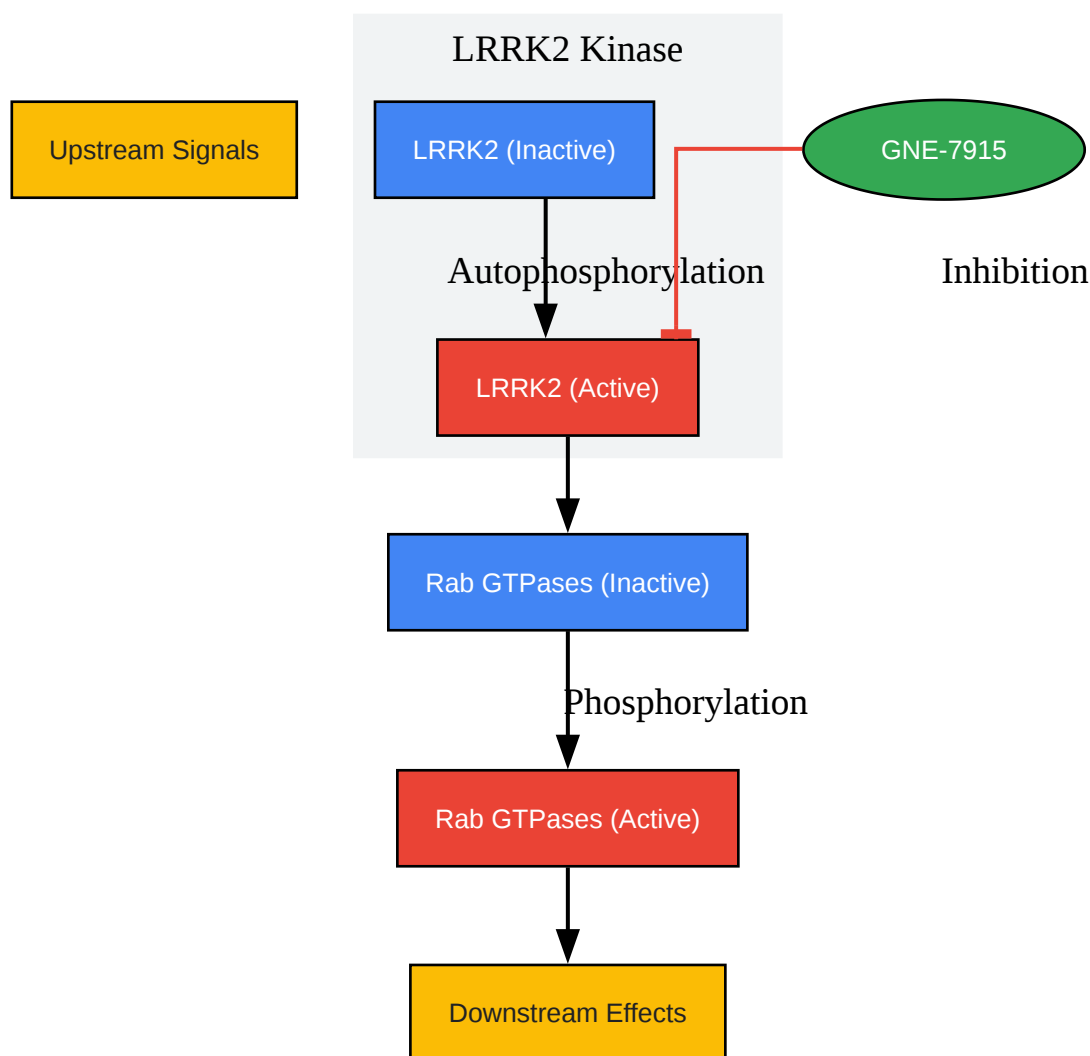 LRRK2 Kinase
Upstream Signals
LRRK2 (Inactive)
GNE-7915
Autophosphorylation
Inhibition
LRRK2 (Active)
Rab GTPases (Inactive)
Phosphorylation
Rab GTPases (Active)
Downstream Effects